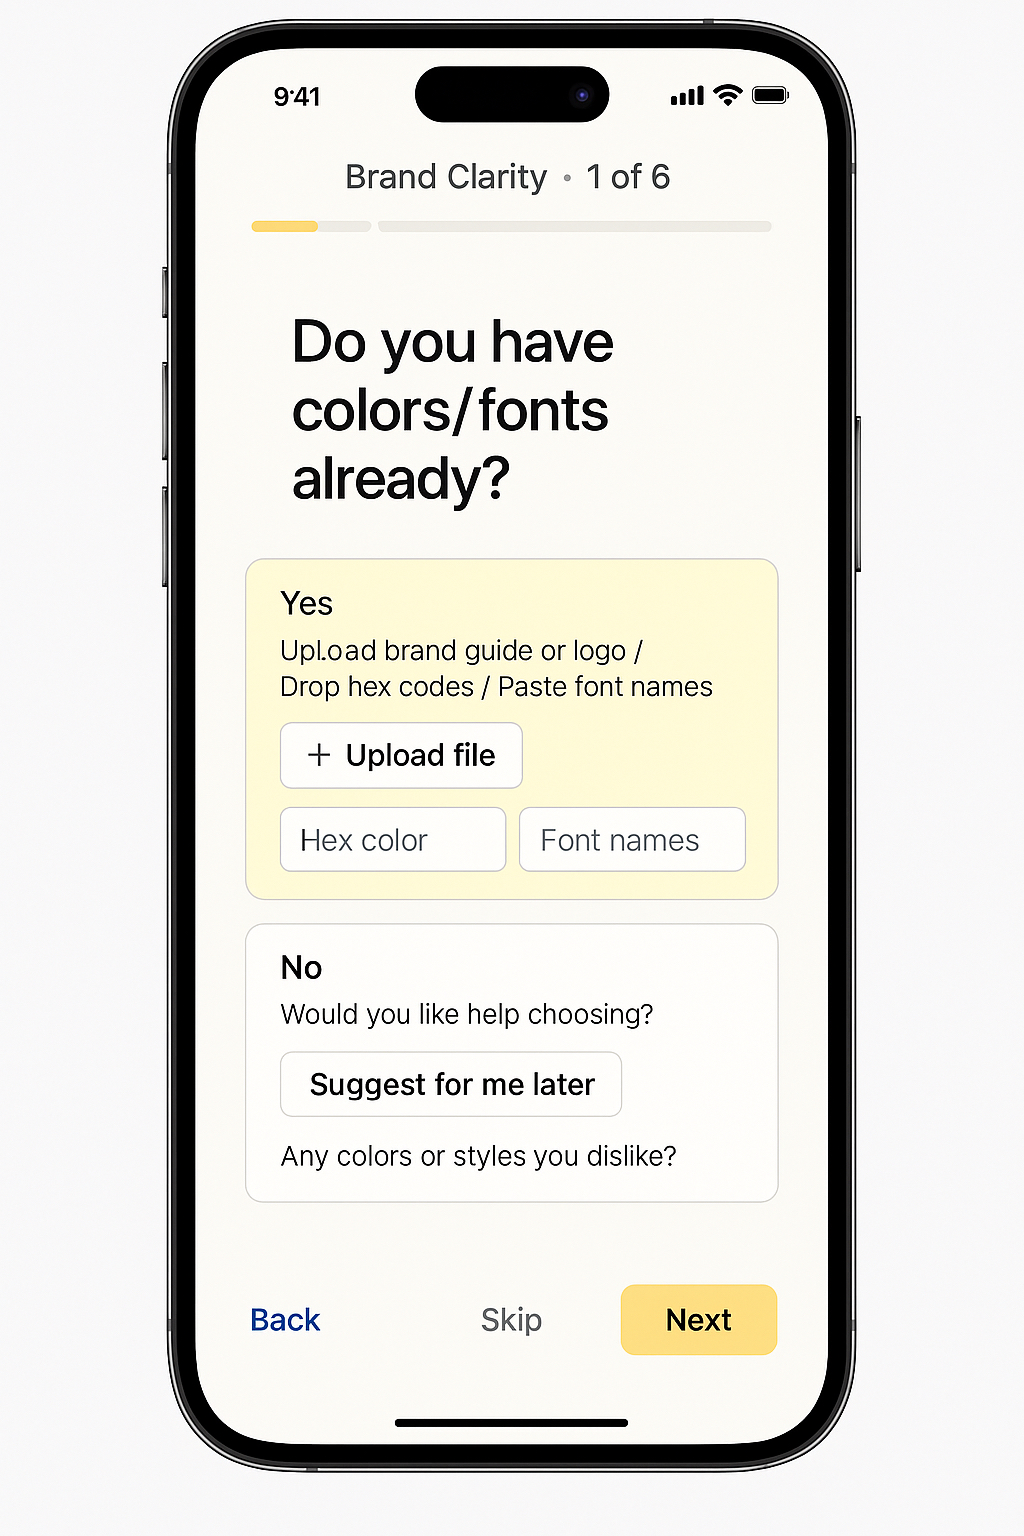 9:41
Brand Clarity • 1 of 6
Do you have
colors/fonts
already?
Yes
Upl.oad brand guide or logo /
Drop hex codes / Paste font names
+ Upload file
Hex color
Font names
No
Would you like help choosing?
Suggest for me later
Any colors or styles you dislike?
Back
Skip
Next